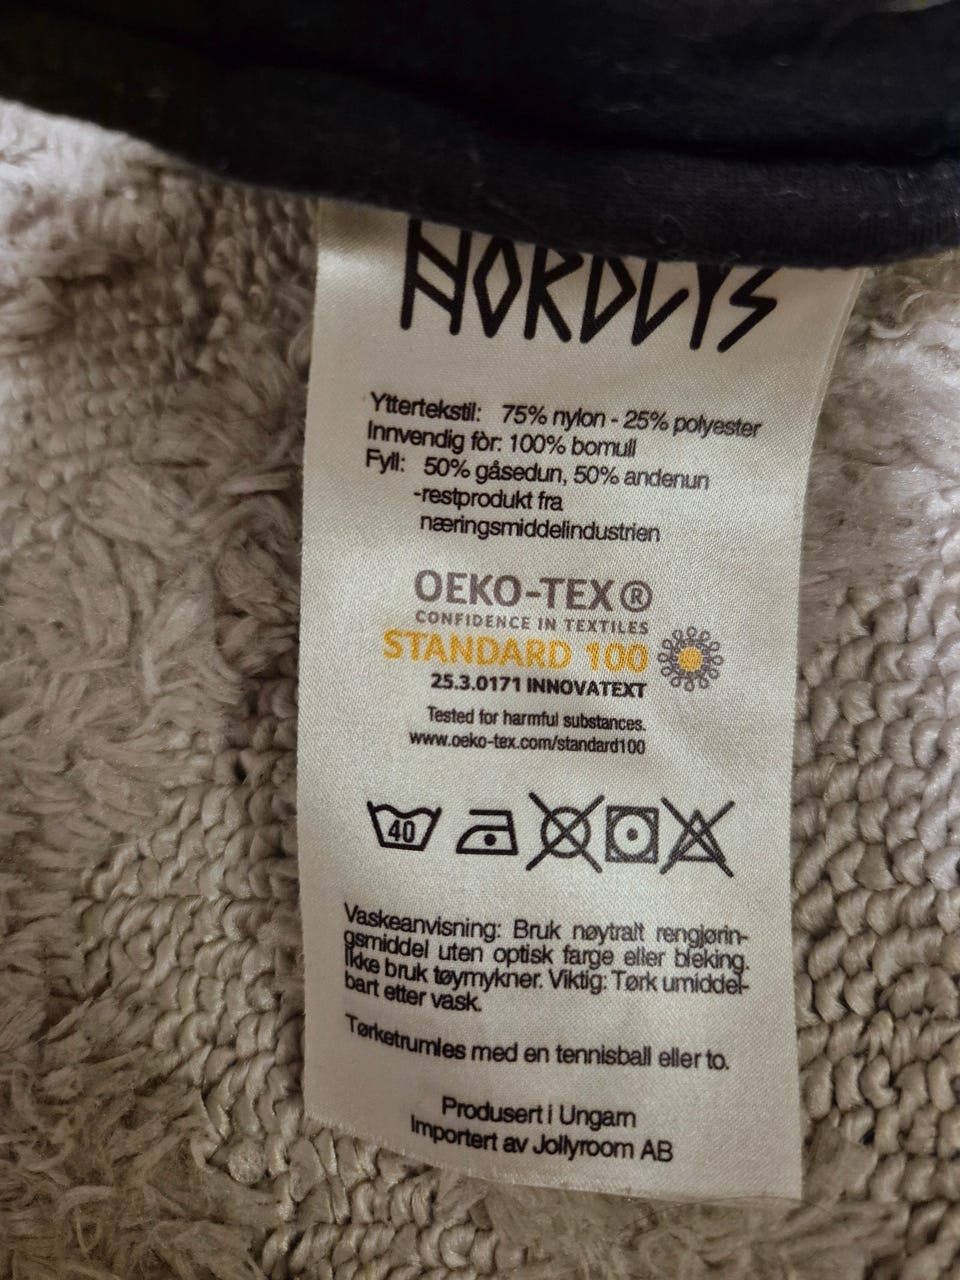 NORDLYS
Yttertekstil: 75% nylon - 25% polyester
Innvendig fòr: 100% bomull
Fyll: 50% gåsedun, 50% andenun
-restprodukt fra
næringsmiddelindustrien
OEKO-TEX®
CONFIDENCE IN TEXTILES
STANDARD 100
25.3.0171 INNOVATEXT
Tested for harmful substances.
www.oeko-tex.com/standard100
40
Vaskeanvisning: Bruk nøytralt rengjørin-
gsmiddel uten optisk farge eller bleking.
Ikke bruk tøymykner. Viktig: Tørk umiddel-
bart etter vask.
Tørketrumles med en tennisball eller to.
Produsert i Ungarn
Importert av Jollyroom AB